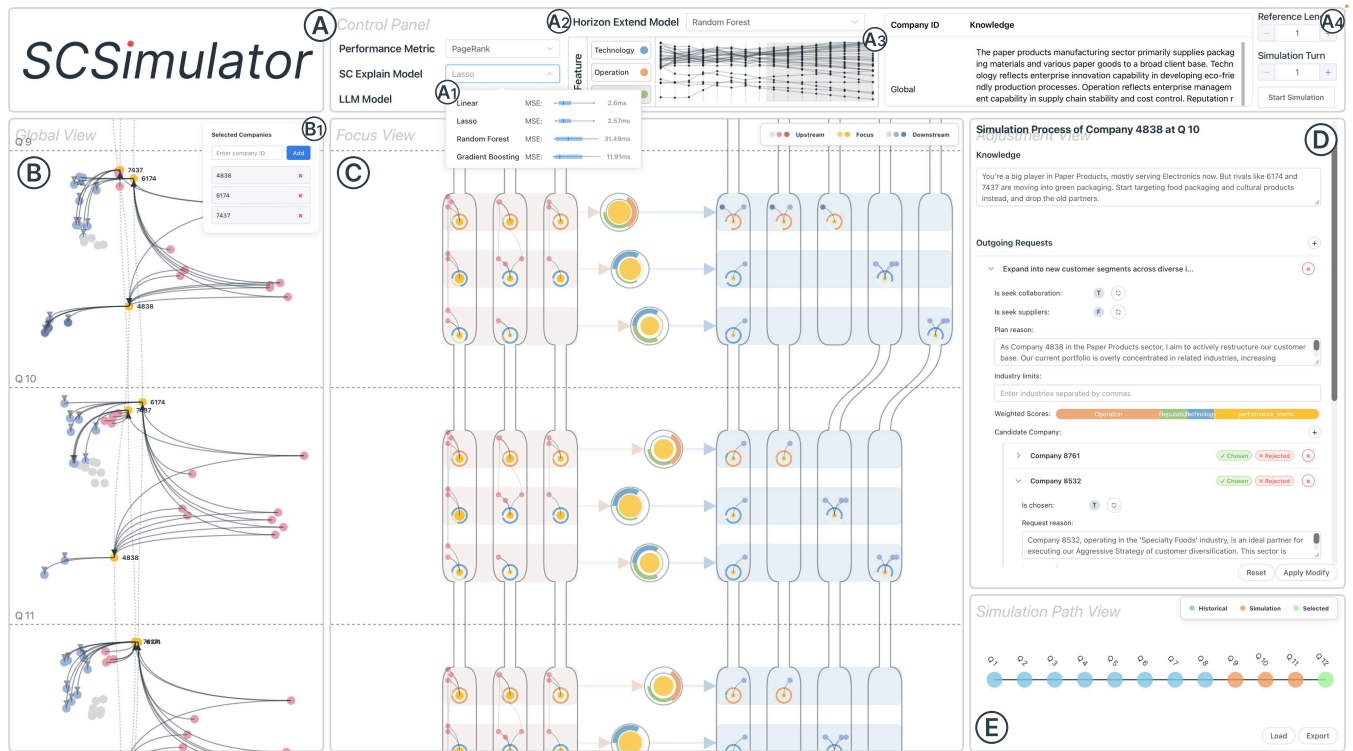 SCSimulator
A
Control Panel
Performance Metric
PageRank
SC Explain Model
Lasso
LLM Model
A1
Linear MSE: 2.6ms
Lasso MSE: 2.57ms
Random Forest MSE: 31.49ms
Gradient Boosting MSE: 11.91ms
A2
Horizon Extend Model
Random Forest
Feature
Technology
Operation
A3
Company ID Knowledge
Global
The paper products manufacturing sector primarily supplies packag
ing materials and various paper goods to a broad client base. Techn
ology reflects enterprise innovation capability in developing eco-frie
ndly production processes. Operation reflects enterprise managem
ent capability in supply chain stability and cost control. Reputation r
A4
Reference Len
− 1 +
Simulation Turn
− 1 +
Start Simulation
Global View
B
B1
Selected Companies
Enter company ID
Add
4838 ×
6174 ×
7437 ×
Q 9
7437
6174
4838
Q 10
6174
4838
Q 11
Focus View
C
Upstream Focus Downstream
Adjustment View
D
Simulation Process of Company 4838 at Q 10
Knowledge
You're a big player in Paper Products, mostly serving Electronics now. But rivals like 6174 and
7437 are moving into green packaging. Start targeting food packaging and cultural products
instead, and drop the old partners.
Outgoing Requests +
Expand into new customer segments across diverse i...
Is seek collaboration: T
Is seek suppliers: F
Plan reason:
As Company 4838 in the Paper Products sector, I aim to actively restructure our customer
base. Our current portfolio is overly concentrated in related industries, increasing
Industry limits:
Enter industries separated by commas
Weighted Scores: Operation Reputation Technology performance_metric
Candidate Company: +
Company 8761 ✓ Chosen × Rejected ×
Company 8532 ✓ Chosen × Rejected ×
Is chosen: T
Request reason:
Company 8532, operating in the 'Specialty Foods' industry, is an ideal partner for
executing our Aggressive Strategy of customer diversification. This sector is
Reset Apply Modify
Simulation Path View
Historical Simulation Selected
Q 1 Q 2 Q 3 Q 4 Q 5 Q 6 Q 7 Q 8 Q 9 Q 10 Q 11 Q 12
E
Load Export